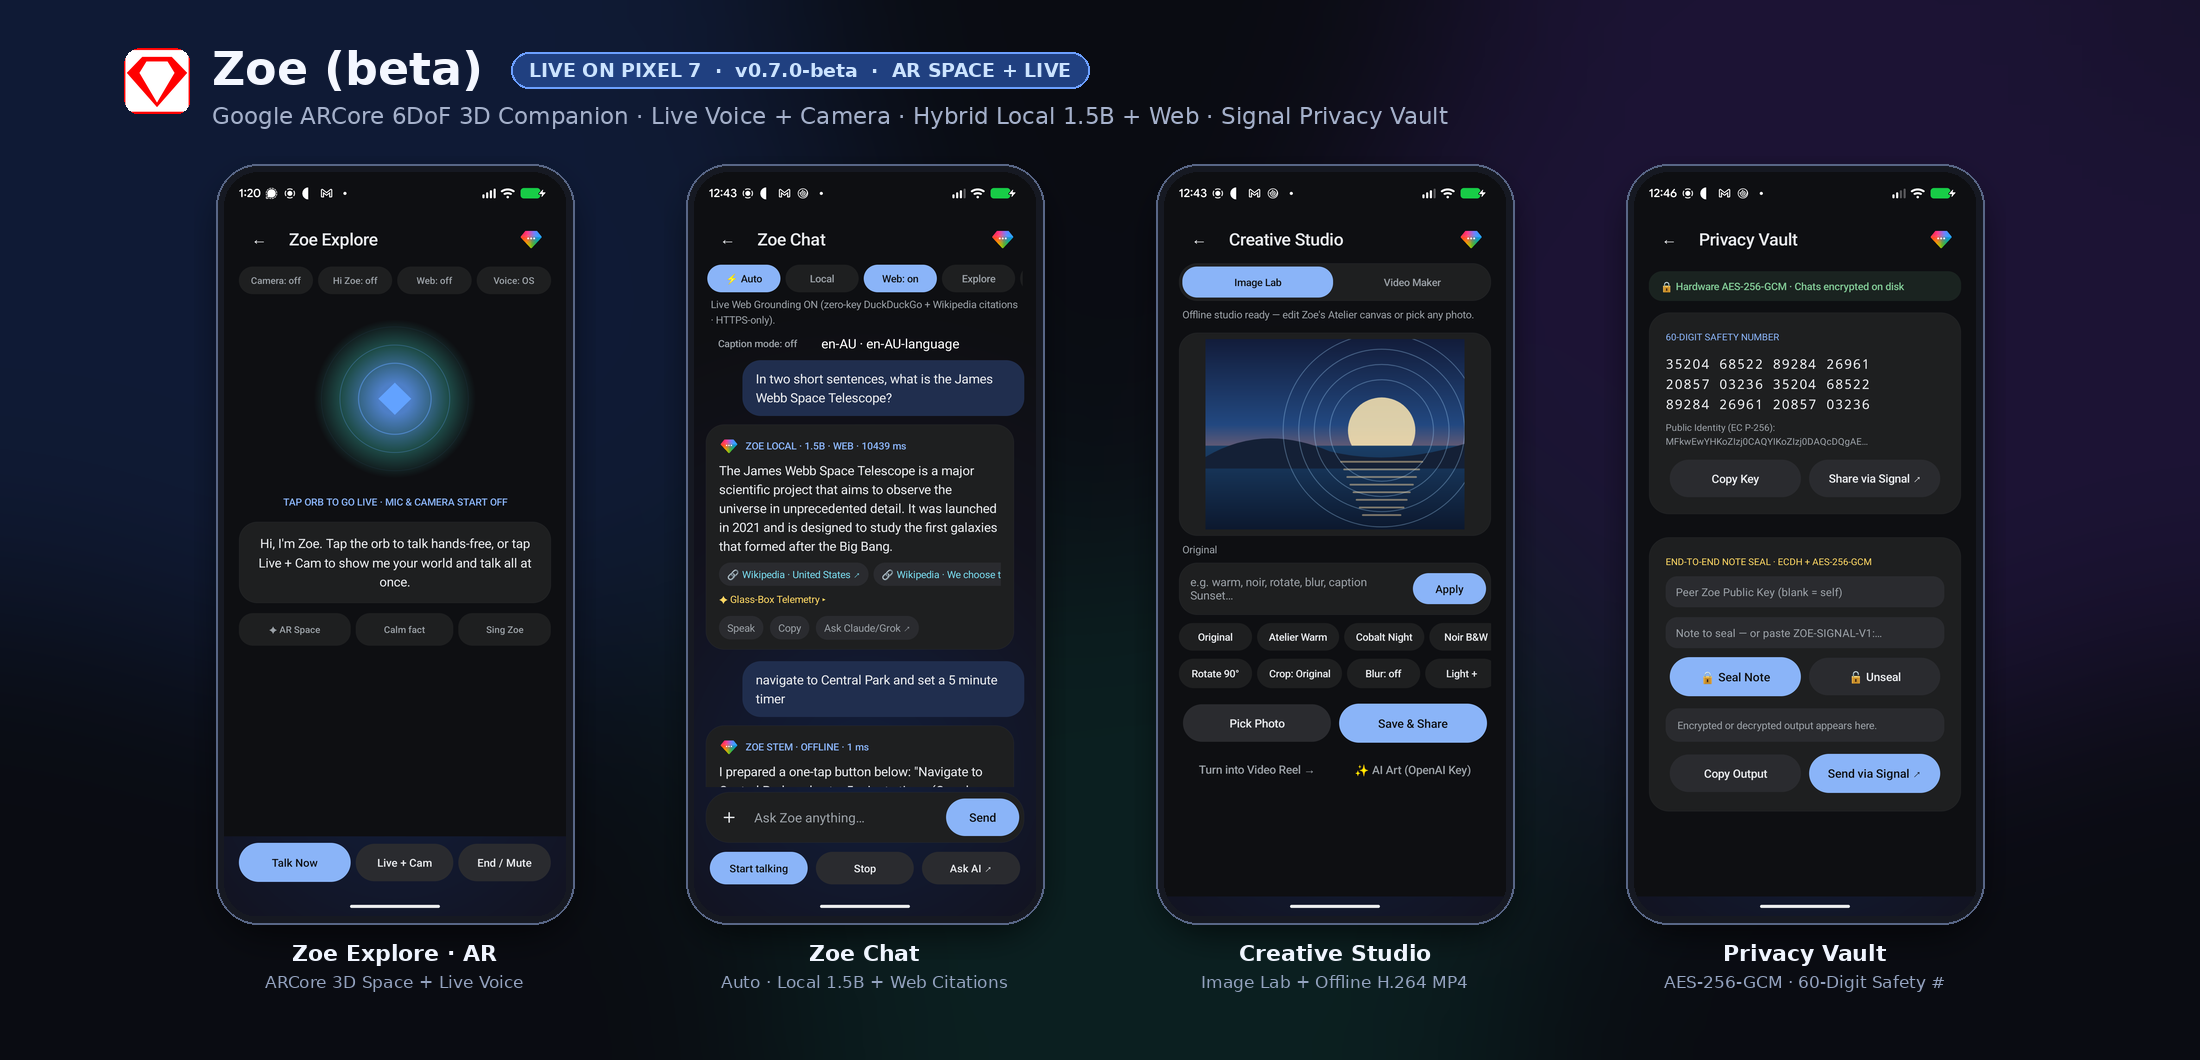 Zoe (beta)
LIVE ON PIXEL 7 · v0.7.0-beta · AR SPACE + LIVE
Google ARCore 6DoF 3D Companion · Live Voice + Camera · Hybrid Local 1.5B + Web · Signal Privacy Vault
1:20
← Zoe Explore
Camera: off
Hi Zoe: off
Web: off
Voice: OS
TAP ORB TO GO LIVE · MIC & CAMERA START OFF
Hi, I'm Zoe. Tap the orb to talk hands-free, or tap
Live + Cam to show me your world and talk all at
once.
✦ AR Space
Calm fact
Sing Zoe
Talk Now
Live + Cam
End / Mute
Zoe Explore · AR
ARCore 3D Space + Live Voice
12:43
← Zoe Chat
⚡ Auto
Local
Web: on
Explore
Live Web Grounding ON (zero-key DuckDuckGo + Wikipedia citations
· HTTPS-only).
Caption mode: off
en-AU · en-AU-language
In two short sentences, what is the James
Webb Space Telescope?
ZOE LOCAL · 1.5B · WEB · 10439 ms
The James Webb Space Telescope is a major
scientific project that aims to observe the
universe in unprecedented detail. It was launched
in 2021 and is designed to study the first galaxies
that formed after the Big Bang.
🔗 Wikipedia · United States ↗
🔗 Wikipedia · We choose t
✦ Glass-Box Telemetry ▸
Speak
Copy
Ask Claude/Grok ↗
navigate to Central Park and set a 5 minute
timer
ZOE STEM · OFFLINE · 1 ms
I prepared a one-tap button below: "Navigate to
+ Ask Zoe anything...
Send
Start talking
Stop
Ask AI ↗
Zoe Chat
Auto · Local 1.5B + Web Citations
12:43
← Creative Studio
Image Lab
Video Maker
Offline studio ready — edit Zoe's Atelier canvas or pick any photo.
Original
e.g. warm, noir, rotate, blur, caption
Sunset...
Apply
Original
Atelier Warm
Cobalt Night
Noir B&W
Rotate 90°
Crop: Original
Blur: off
Light +
Pick Photo
Save & Share
Turn into Video Reel →
✨ AI Art (OpenAI Key)
Creative Studio
Image Lab + Offline H.264 MP4
12:46
← Privacy Vault
🔒 Hardware AES-256-GCM · Chats encrypted on disk
60-DIGIT SAFETY NUMBER
35204 68522 89284 26961
20857 03236 35204 68522
89284 26961 20857 03236
Public Identity (EC P-256):
MFkwEwYHKoZIzj0CAQYIKoZIzj0DAQcDQgAE...
Copy Key
Share via Signal ↗
END-TO-END NOTE SEAL · ECDH + AES-256-GCM
Peer Zoe Public Key (blank = self)
Note to seal — or paste ZOE-SIGNAL-V1:...
🔒 Seal Note
🔓 Unseal
Encrypted or decrypted output appears here.
Copy Output
Send via Signal ↗
Privacy Vault
AES-256-GCM · 60-Digit Safety #